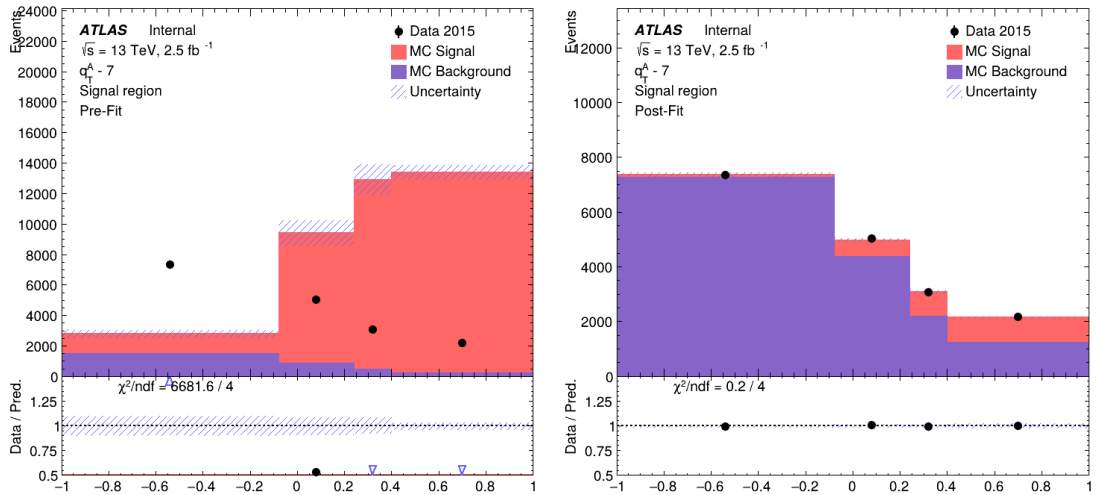 Events
24000
22000
20000
18000
16000
14000
12000
10000
8000
6000
4000
2000
0
ATLAS Internal
√s = 13 TeV, 2.5 fb⁻¹
q_T^A - 7
Signal region
Pre-Fit
Data 2015
MC Signal
MC Background
Uncertainty
Data / Pred.
1.25
1
0.75
0.5
χ²/ndf = 6681.6 / 4
−1 −0.8 −0.6 −0.4 −0.2 0 0.2 0.4 0.6 0.8 1
Events
12000
10000
8000
6000
4000
2000
0
ATLAS Internal
√s = 13 TeV, 2.5 fb⁻¹
q_T^A - 7
Signal region
Post-Fit
Data 2015
MC Signal
MC Background
Uncertainty
Data / Pred.
1.25
1
0.75
0.5
χ²/ndf = 0.2 / 4
−1 −0.8 −0.6 −0.4 −0.2 0 0.2 0.4 0.6 0.8 1